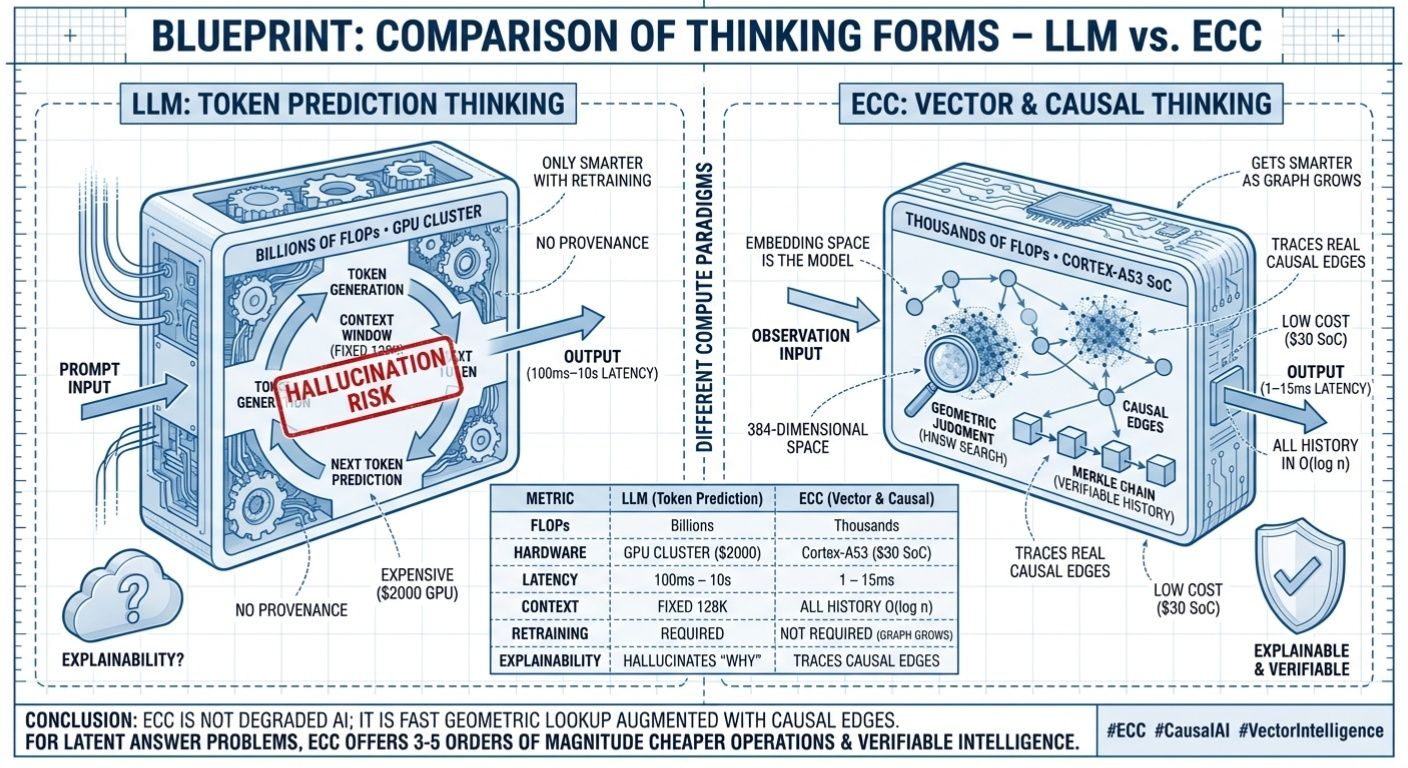 BLUEPRINT: COMPARISON OF THINKING FORMS – LLM vs. ECC
LLM: TOKEN PREDICTION THINKING
ONLY SMARTER
WITH RETRAINING
BILLIONS OF FLOPs • GPU CLUSTER
NO PROVENANCE
TOKEN
GENERATION
CONTEXT
WINDOW
(FIXED 128K)
HALLUCINATION
RISK
PROMPT
INPUT
OUTPUT
(100ms–10s LATENCY)
NEXT TOKEN
PREDICTION
NO PROVENANCE
EXPENSIVE
($2000 GPU)
EXPLAINABILITY?
DIFFERENT COMPUTE PARADIGMS
ECC: VECTOR & CAUSAL THINKING
GETS SMARTER
AS GRAPH GROWS
THOUSANDS OF FLOPs • CORTEX-A53 SoC
EMBEDDING SPACE
IS THE MODEL
TRACES REAL
CAUSAL EDGES
OBSERVATION
INPUT
LOW COST
($30 SoC)
OUTPUT
(1–15ms LATENCY)
384-DIMENSIONAL
SPACE
GEOMETRIC
JUDGMENT
(HNSW SEARCH)
CAUSAL
EDGES
ALL HISTORY
IN O(log n)
MERKLE CHAIN
(VERIFIABLE HISTORY)
TRACES REAL
CAUSAL EDGES
LOW COST
($30 SoC)
EXPLAINABLE
& VERIFIABLE
METRIC LLM (Token Prediction) ECC (Vector & Causal)
FLOPs Billions Thousands
HARDWARE GPU CLUSTER ($2000) Cortex-A53 ($30 SoC)
LATENCY 100ms – 10s 1 – 15ms
CONTEXT FIXED 128K ALL HISTORY O(log n)
RETRAINING REQUIRED NOT REQUIRED (GRAPH GROWS)
EXPLAINABILITY HALLUCINATES “WHY” TRACES CAUSAL EDGES
CONCLUSION: ECC IS NOT DEGRADED AI; IT IS FAST GEOMETRIC LOOKUP AUGMENTED WITH CAUSAL EDGES.
FOR LATENT ANSWER PROBLEMS, ECC OFFERS 3-5 ORDERS OF MAGNITUDE CHEAPER OPERATIONS & VERIFIABLE INTELLIGENCE.
#ECC #CausalAI #VectorIntelligence